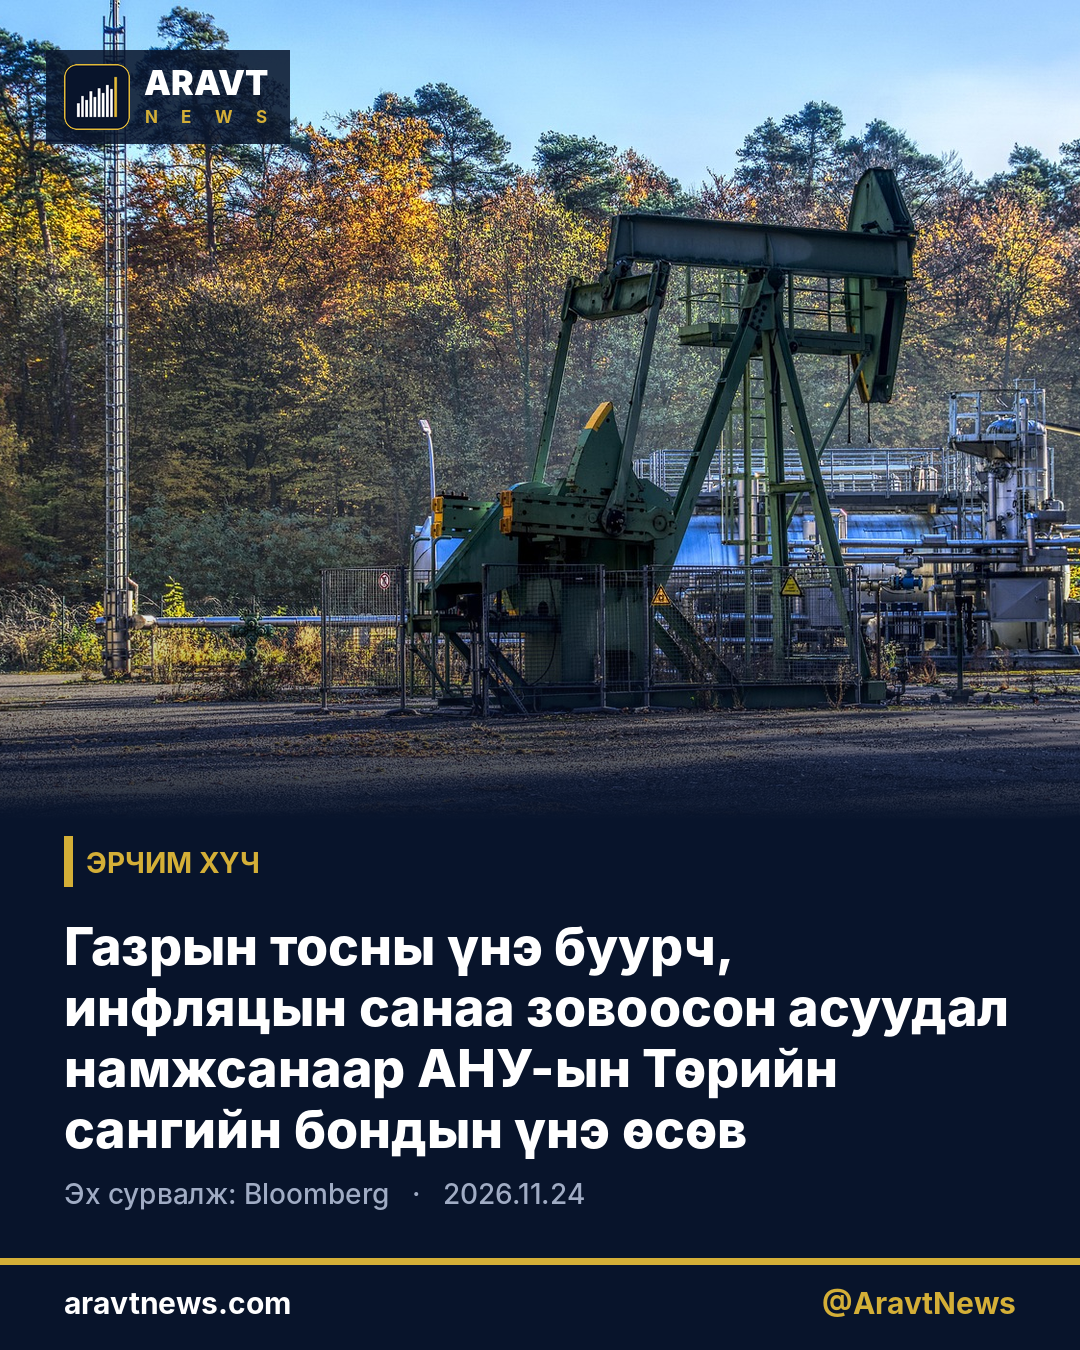 ARAVT
NEWS
ЭРЧИМ ХҮЧ
Газрын тосны үнэ буурч,
инфляцын санаа зовоосон асуудал
намжсанаар АНУ-ын Төрийн
сангийн бондын үнэ өсөв
Эх сурвалж: Bloomberg · 2026.11.24
aravtnews.com
@AravtNews